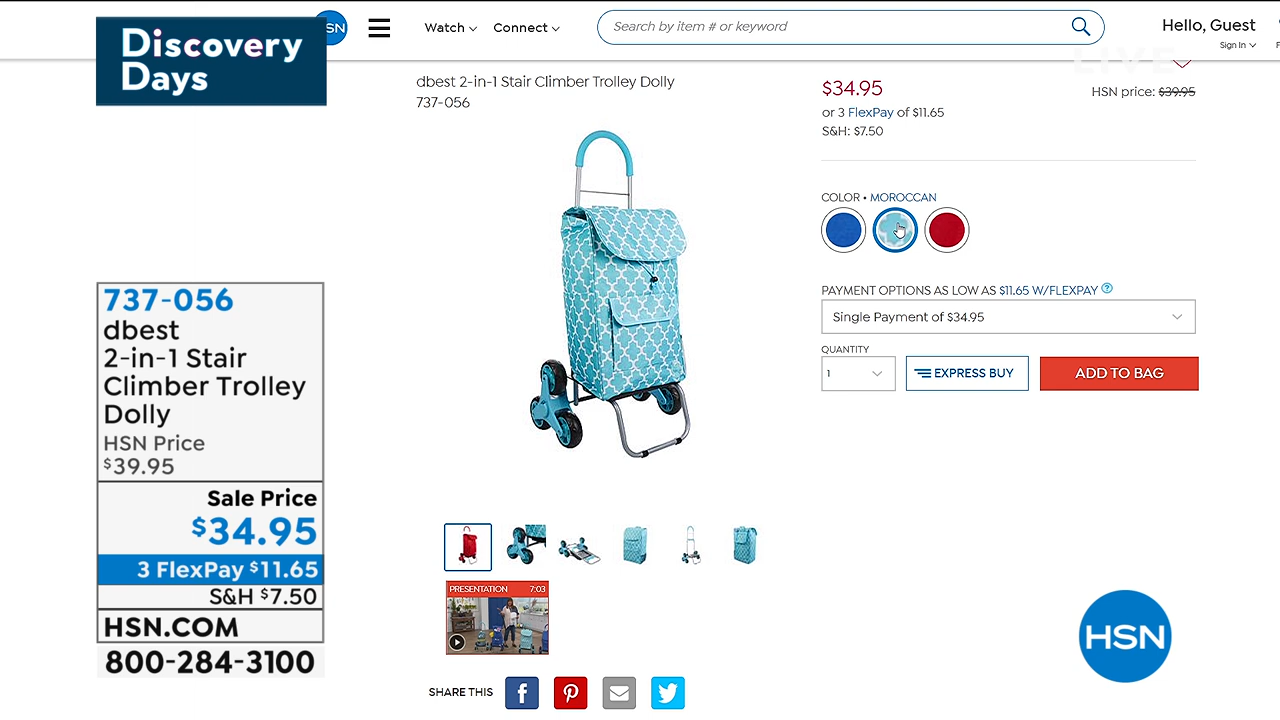 Discovery
Days
HSN
Watch
Connect
Search by item # or keyword
Hello, Guest
Sign In
LIVE
dbest 2-in-1 Stair Climber Trolley Dolly
737-056
$34.95
HSN price: $39.95
or 3 FlexPay of $11.65
S&H: $7.50
COLOR • MOROCCAN
PAYMENT OPTIONS AS LOW AS $11.65 W/FLEXPAY ?
Single Payment of $34.95
QUANTITY
1
EXPRESS BUY
ADD TO BAG
737-056
dbest
2-in-1 Stair
Climber Trolley
Dolly
HSN Price
$39.95
Sale Price
$34.95
3 FlexPay $11.65
S&H $7.50
HSN.COM
800-284-3100
PRESENTATION 7:03
SHARE THIS
HSN